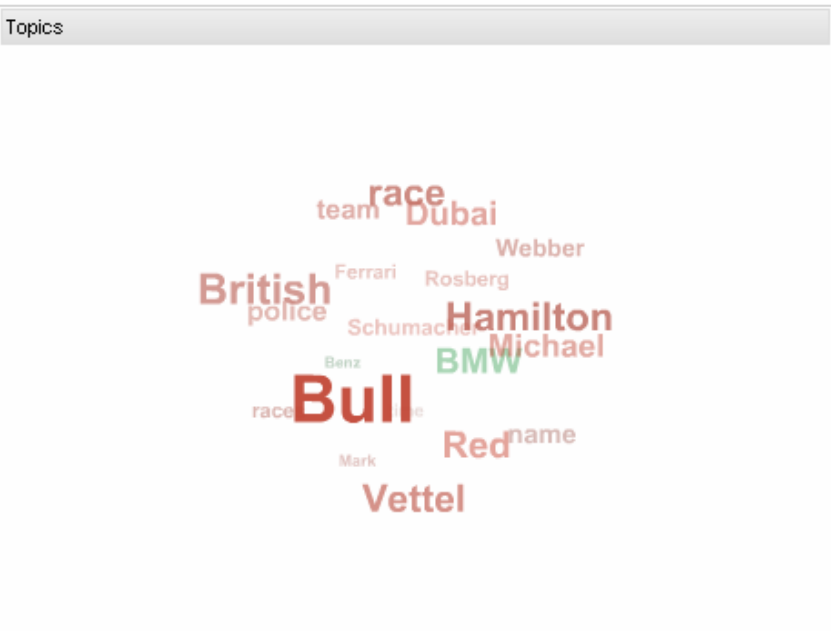 Topics
race
team
Dubai
Webber
Ferrari
Rosberg
British
police
Hamilton
Schumacher
Michael
BMW
Benz
Bull
race
Red
name
Mark
Vettel